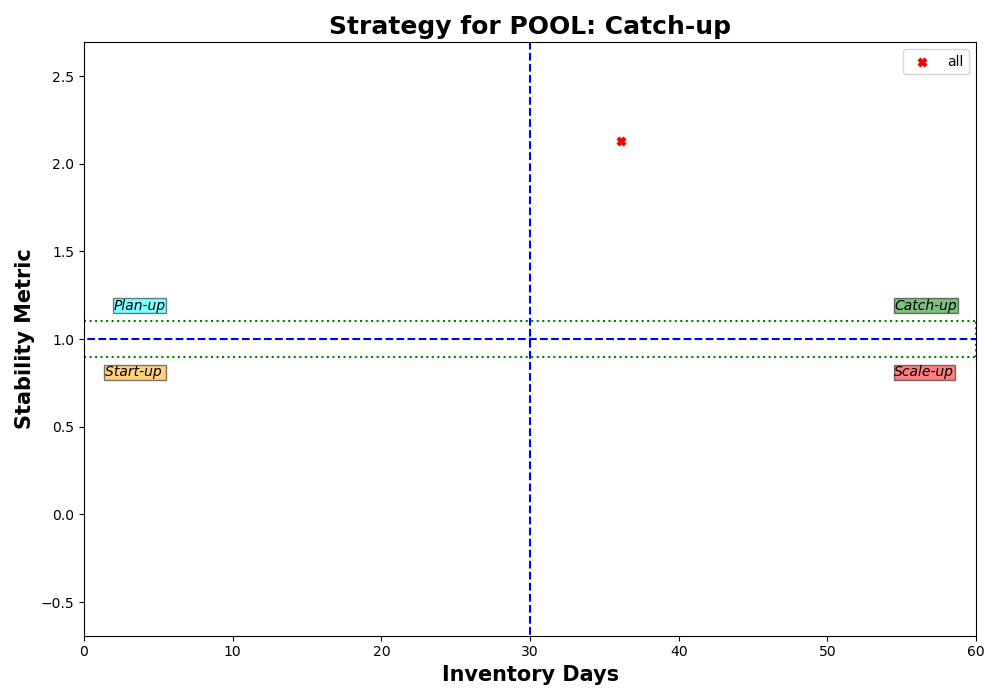 Strategy for POOL: Catch-up
all
Stability Metric
2.5
2.0
1.5
1.0
0.5
0.0
−0.5
Plan-up
Catch-up
Start-up
Scale-up
0 10 20 30 40 50 60
Inventory Days